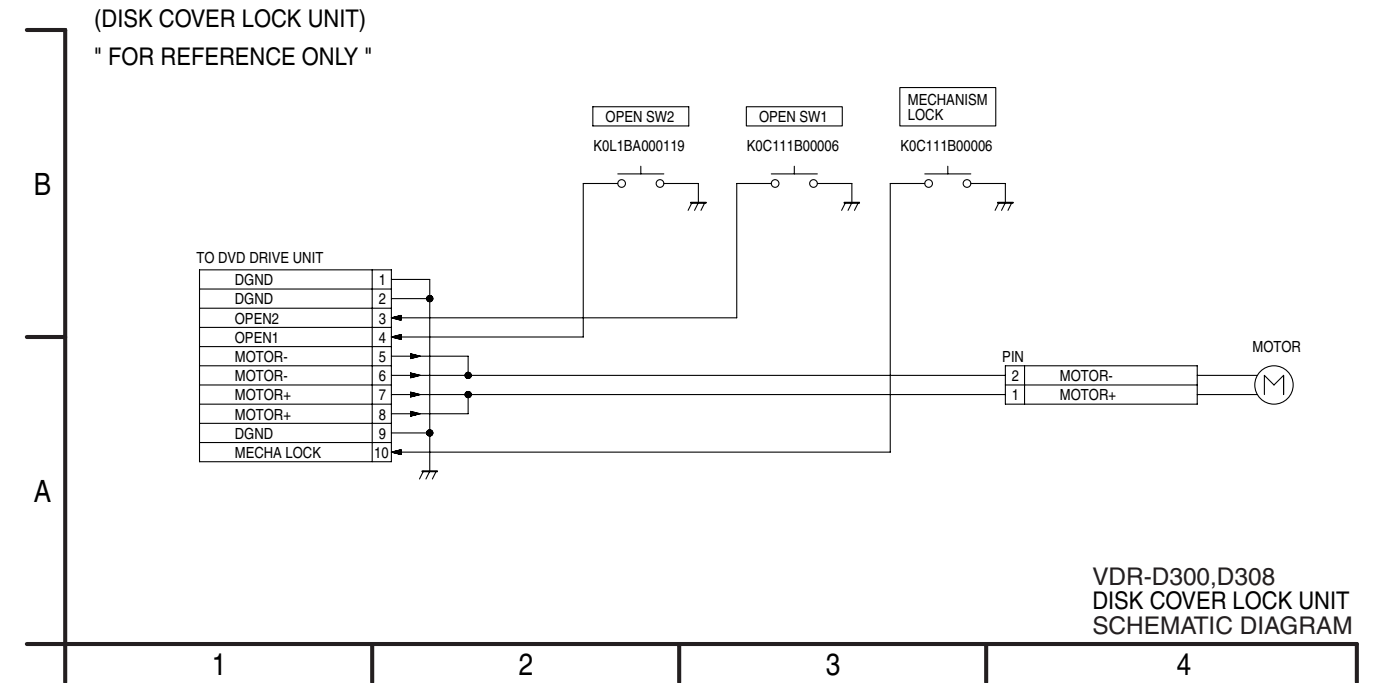 (DISK COVER LOCK UNIT)
" FOR REFERENCE ONLY "
OPEN SW2
K0L1BA000119
OPEN SW1
K0C111B00006
MECHANISM
LOCK
K0C111B00006
B
TO DVD DRIVE UNIT
DGND 1
DGND 2
OPEN2 3
OPEN1 4
MOTOR- 5
MOTOR- 6
MOTOR+ 7
MOTOR+ 8
DGND 9
MECHA LOCK 10
PIN
2 MOTOR-
1 MOTOR+
MOTOR
M
A
VDR-D300,D308
DISK COVER LOCK UNIT
SCHEMATIC DIAGRAM
1 2 3 4